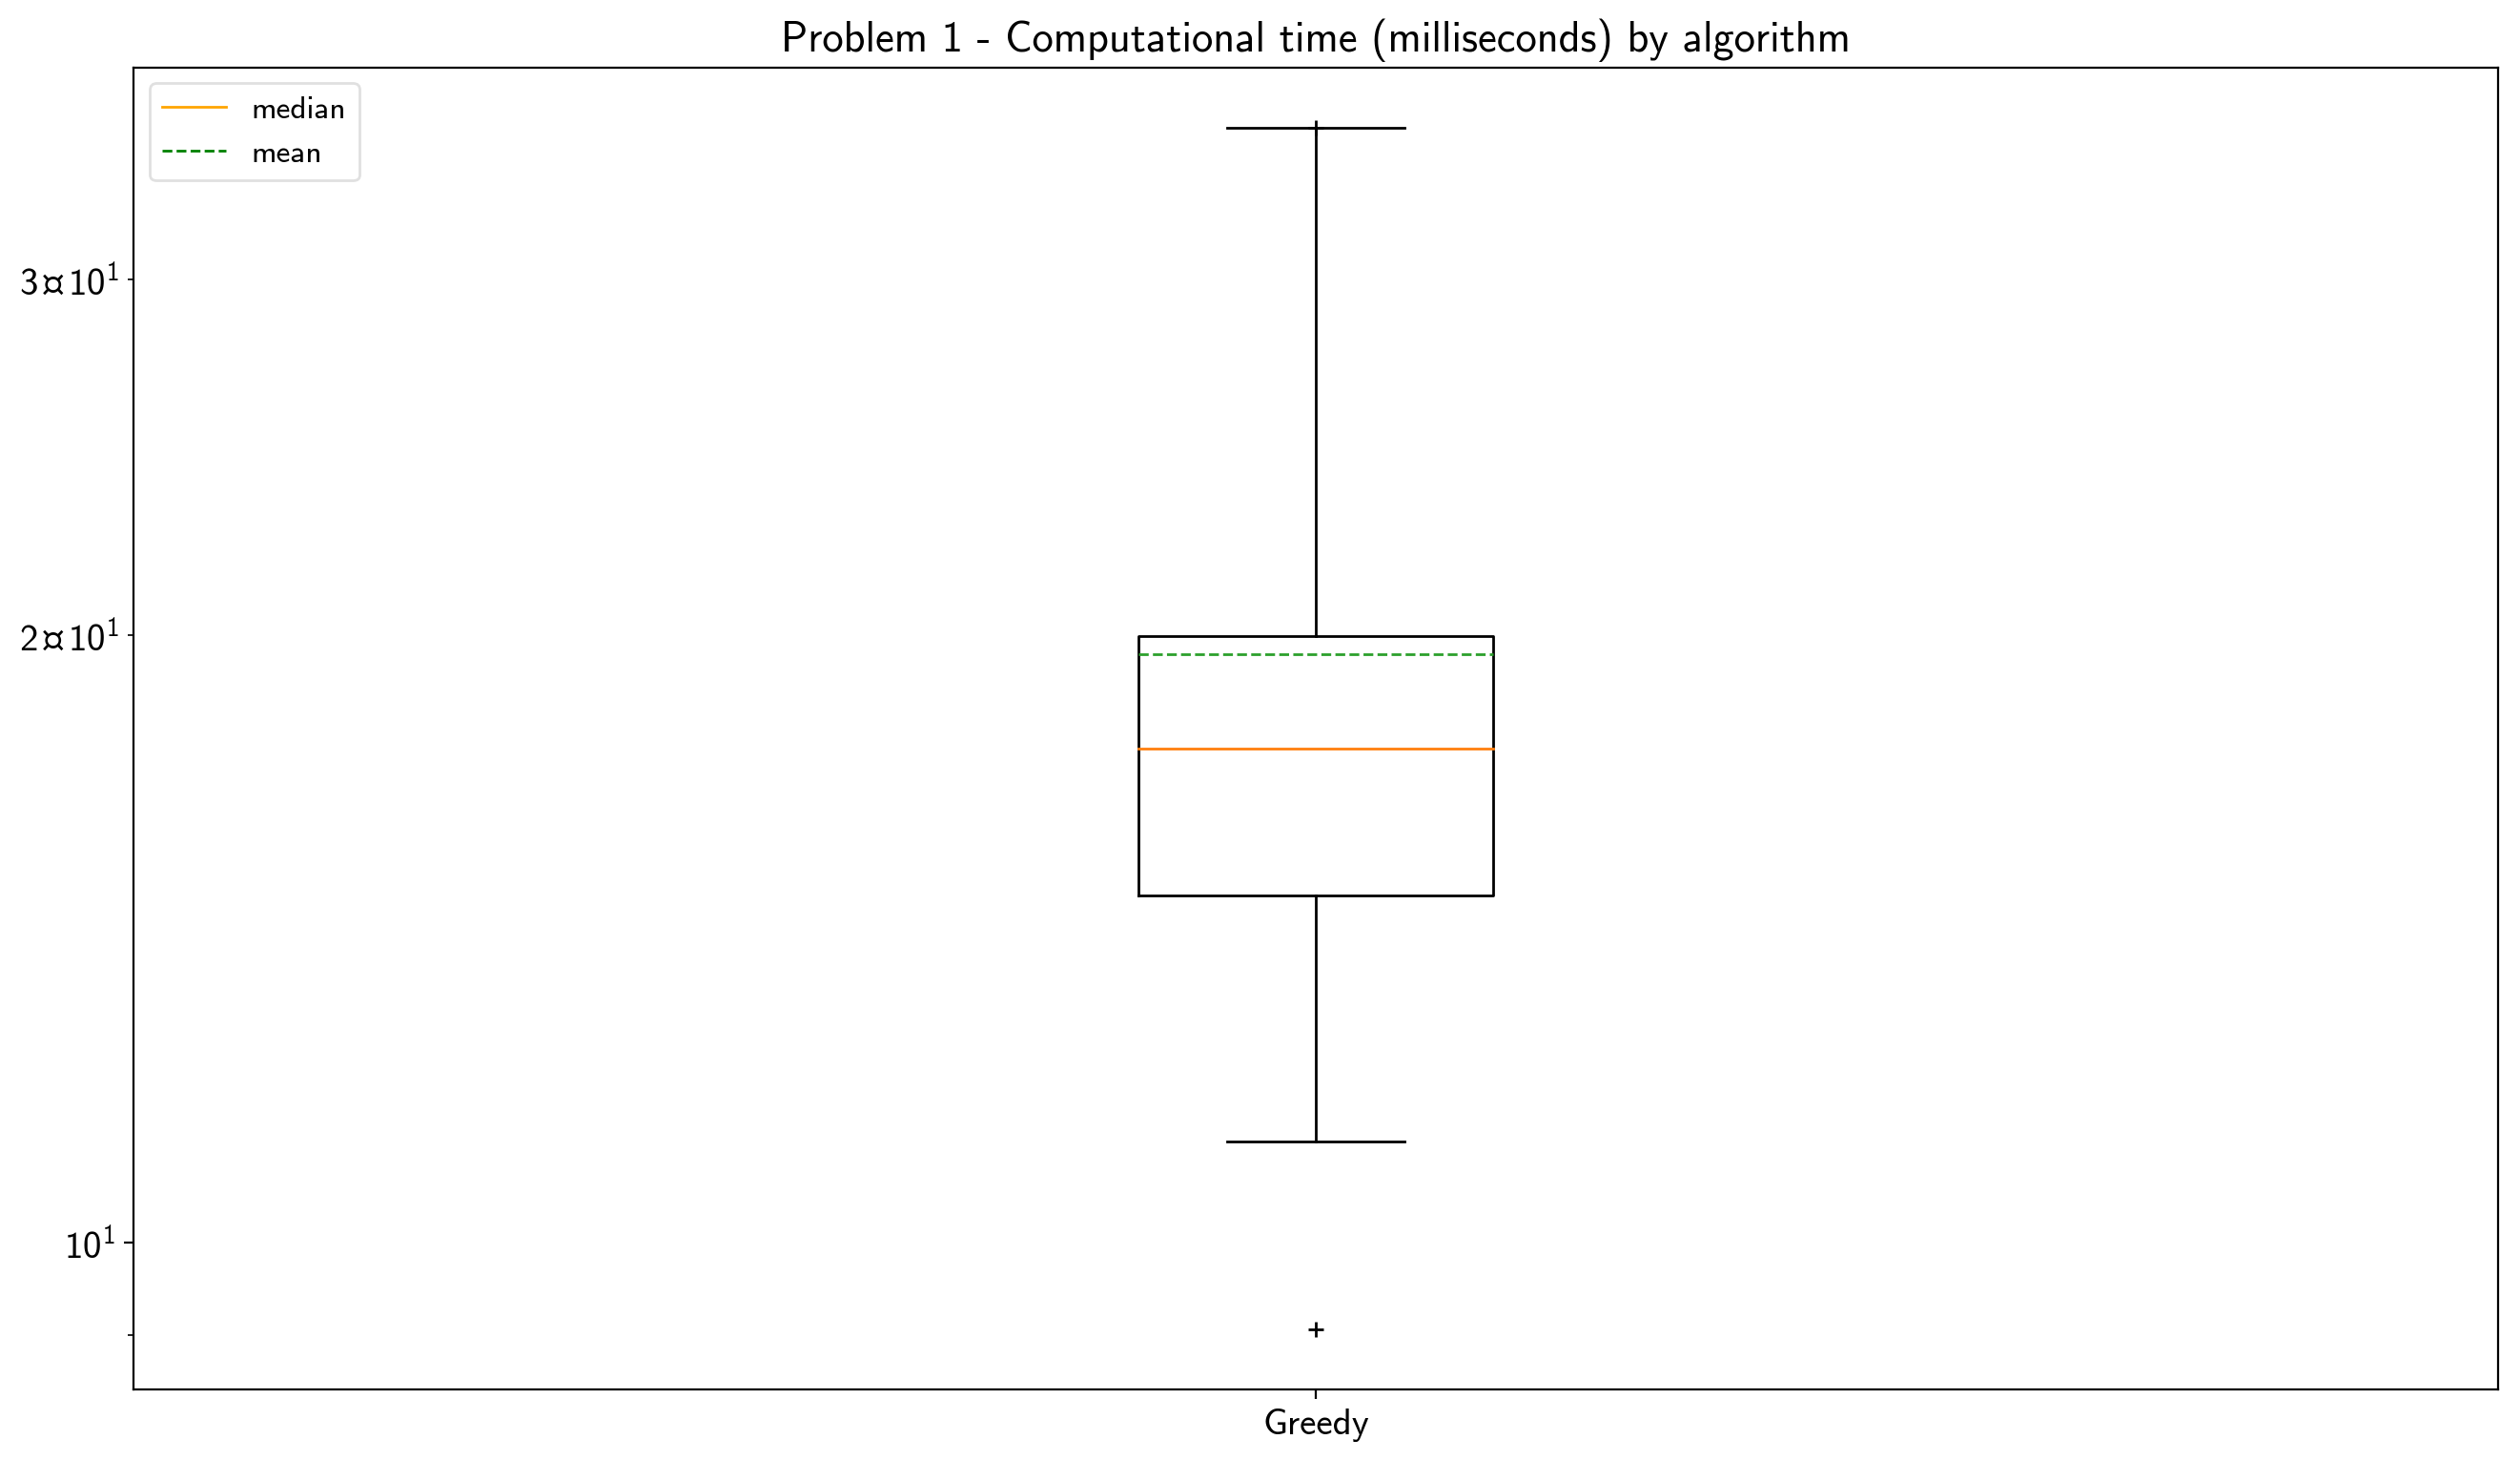 Problem 1 - Computational time (milliseconds) by algorithm
median
mean
3¤10¹
2¤10¹
10¹
Greedy